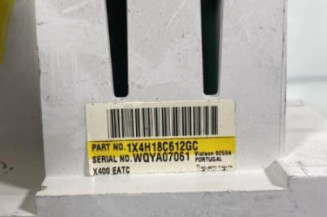 PART NO. 1X4H18C612GC
SERIAL NO. WQYA07061 PORTUGAL
X400 EATC